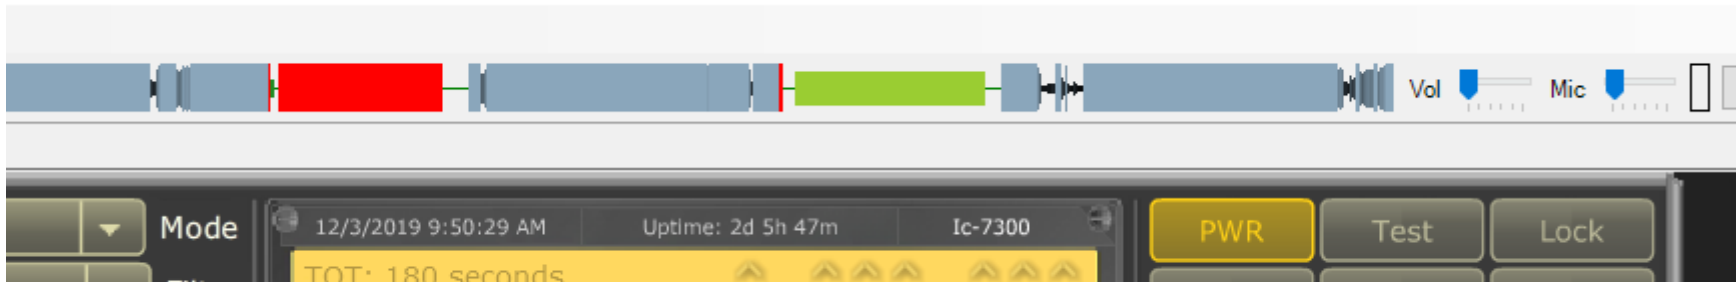 Vol Mic
Mode 12/3/2019 9:50:29 AM Uptime: 2d 5h 47m Ic-7300 PWR Test Lock
TOT: 180 seconds